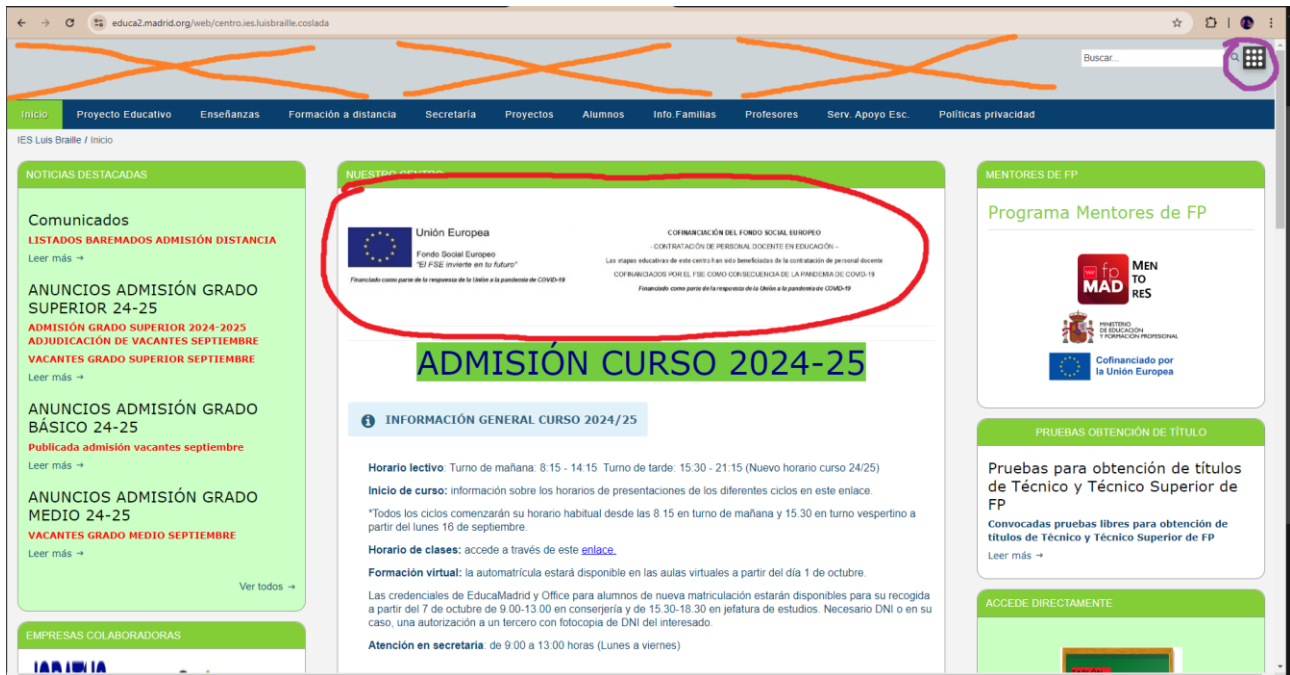 educa2.madrid.org/web/centro.ies.luisbraille.coslada
Buscar...
Inicio
Proyecto Educativo
Enseñanzas
Formación a distancia
Secretaría
Proyectos
Alumnos
Info.Familias
Profesores
Serv. Apoyo Esc.
Políticas privacidad
IES Luis Braille / Inicio
NOTICIAS DESTACADAS
Comunicados
LISTADOS BAREMADOS ADMISIÓN DISTANCIA
Leer más →
ANUNCIOS ADMISIÓN GRADO
SUPERIOR 24-25
ADMISIÓN GRADO SUPERIOR 2024-2025
ADJUDICACIÓN DE VACANTES SEPTIEMBRE
VACANTES GRADO SUPERIOR SEPTIEMBRE
Leer más →
ANUNCIOS ADMISIÓN GRADO
BÁSICO 24-25
Publicada admisión vacantes septiembre
Leer más →
ANUNCIOS ADMISIÓN GRADO
MEDIO 24-25
VACANTES GRADO MEDIO SEPTIEMBRE
Leer más →
Ver todos →
EMPRESAS COLABORADORAS
NUESTRO CENTRO
Unión Europea
Fondo Social Europeo
"El FSE invierte en tu futuro"
Financiado como parte de la respuesta de la Unión a la pandemia de COVID-19
COFINANCIACIÓN DEL FONDO SOCIAL EUROPEO
- CONTRATACIÓN DE PERSONAL DOCENTE EN EDUCACIÓN –
Las etapas educativas de este centro han sido beneficiadas de la contratación de personal docente
COFINANCIADOS POR EL FSE COMO CONSECUENCIA DE LA PANDEMIA DE COVID-19
Financiado como parte de la respuesta de la Unión a la pandemia de COVID-19
ADMISIÓN CURSO 2024-25
INFORMACIÓN GENERAL CURSO 2024/25
Horario lectivo: Turno de mañana: 8:15 - 14:15 Turno de tarde: 15:30 - 21:15 (Nuevo horario curso 24/25)
Inicio de curso: información sobre los horarios de presentaciones de los diferentes ciclos en este enlace.
*Todos los ciclos comenzarán su horario habitual desde las 8.15 en turno de mañana y 15.30 en turno vespertino a
partir del lunes 16 de septiembre.
Horario de clases: accede a través de este enlace.
Formación virtual: la automatrícula estará disponible en las aulas virtuales a partir del día 1 de octubre.
Las credenciales de EducaMadrid y Office para alumnos de nueva matriculación estarán disponibles para su recogida
a partir del 7 de octubre de 9.00-13.00 en conserjería y de 15.30-18.30 en jefatura de estudios. Necesario DNI o en su
caso, una autorización a un tercero con fotocopia de DNI del interesado.
Atención en secretaria: de 9:00 a 13:00 horas (Lunes a viernes)
MENTORES DE FP
Programa Mentores de FP
fp
MAD
MEN
TO
RES
MINISTERIO
DE EDUCACIÓN
Y FORMACIÓN PROFESIONAL
Cofinanciado por
la Unión Europea
PRUEBAS OBTENCIÓN DE TÍTULO
Pruebas para obtención de títulos
de Técnico y Técnico Superior de
FP
Convocadas pruebas libres para obtención de
títulos de Técnico y Técnico Superior de FP
Leer más →
ACCEDE DIRECTAMENTE